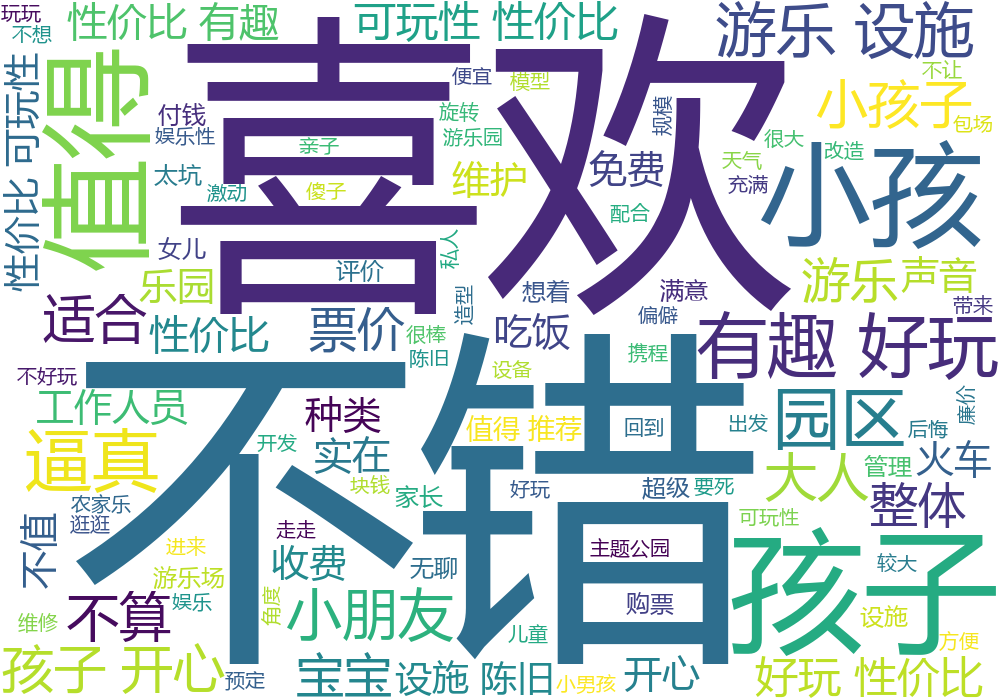 玩玩
不想
性价比 有趣
可玩性 性价比
游乐 设施
喜欢
便宜
模型
不让
性价比 可玩性
值得
付钱
娱乐性
旋转
游乐园
规模
小孩子
包场
很大
改造
亲子
太坑
激动
傻子
维护
免费
天气
充满
小孩
配合
女儿
私人
评价
乐园
造型
想着
满意
游乐
声音
适合
性价比
票价
很棒
陈旧
吃饭
偏僻
带来
有趣 好玩
携程
不好玩
不错
设备
工作人员
种类
值得 推荐
回到
出发
园区
廉价
后悔
逼真
开发
实在
块钱
家长
好玩
超级
要死
大人
管理
火车
农家乐
逛逛
不值
走走
可玩性
整体
进来
收费
无聊
主题公园
孩子
较大
游乐场
娱乐
角度
维修
不算
小朋友
购票
设施
儿童
方便
孩子 开心
预定
宝宝
设施 陈旧
小男孩
开心
好玩 性价比